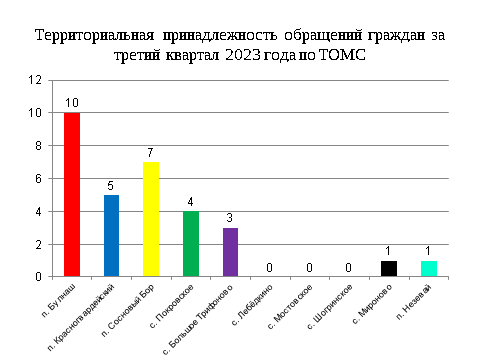 Территориальная принадлежность обращений граждан за
третий квартал 2023 года по ТОМС
12
10
8
6
4
2
0
10
5
7
4
3
0
0
0
1
1
п. Буланаш
п. Красногвардейский
п. Сосновый Бор
с. Покровское
с. Большое Трифоново
с. Лебёдкино
с. Мостовское
с. Шогринское
с. Мироново
п. Незевай